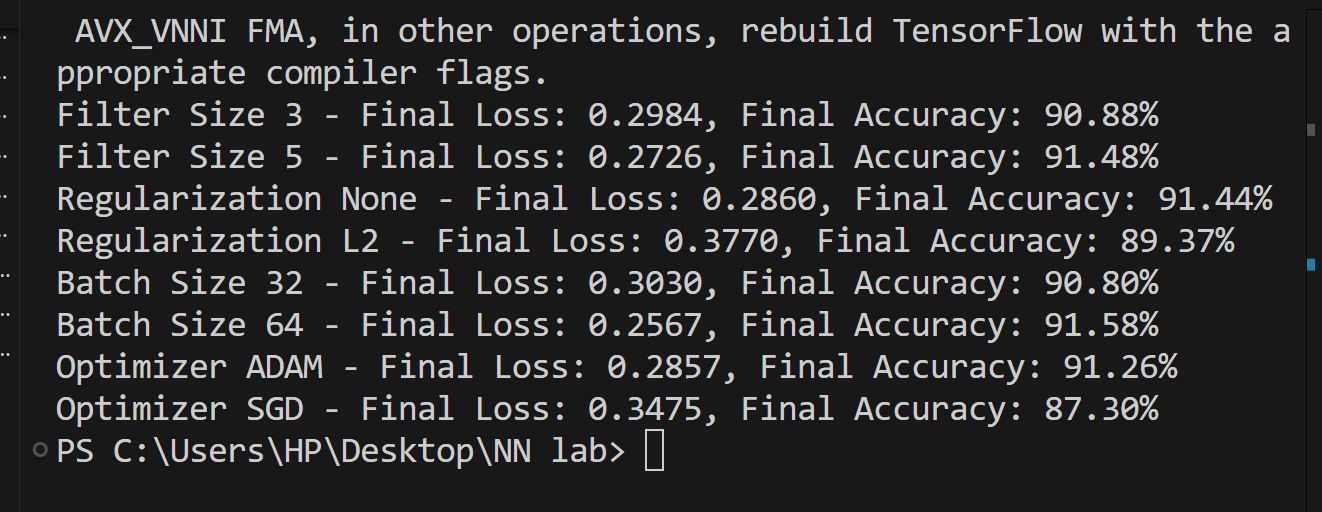 AVX_VNNI FMA, in other operations, rebuild TensorFlow with the a
ppropriate compiler flags.
Filter Size 3 - Final Loss: 0.2984, Final Accuracy: 90.88%
Filter Size 5 - Final Loss: 0.2726, Final Accuracy: 91.48%
Regularization None - Final Loss: 0.2860, Final Accuracy: 91.44%
Regularization L2 - Final Loss: 0.3770, Final Accuracy: 89.37%
Batch Size 32 - Final Loss: 0.3030, Final Accuracy: 90.80%
Batch Size 64 - Final Loss: 0.2567, Final Accuracy: 91.58%
Optimizer ADAM - Final Loss: 0.2857, Final Accuracy: 91.26%
Optimizer SGD - Final Loss: 0.3475, Final Accuracy: 87.30%
PS C:\Users\HP\Desktop\NN lab>